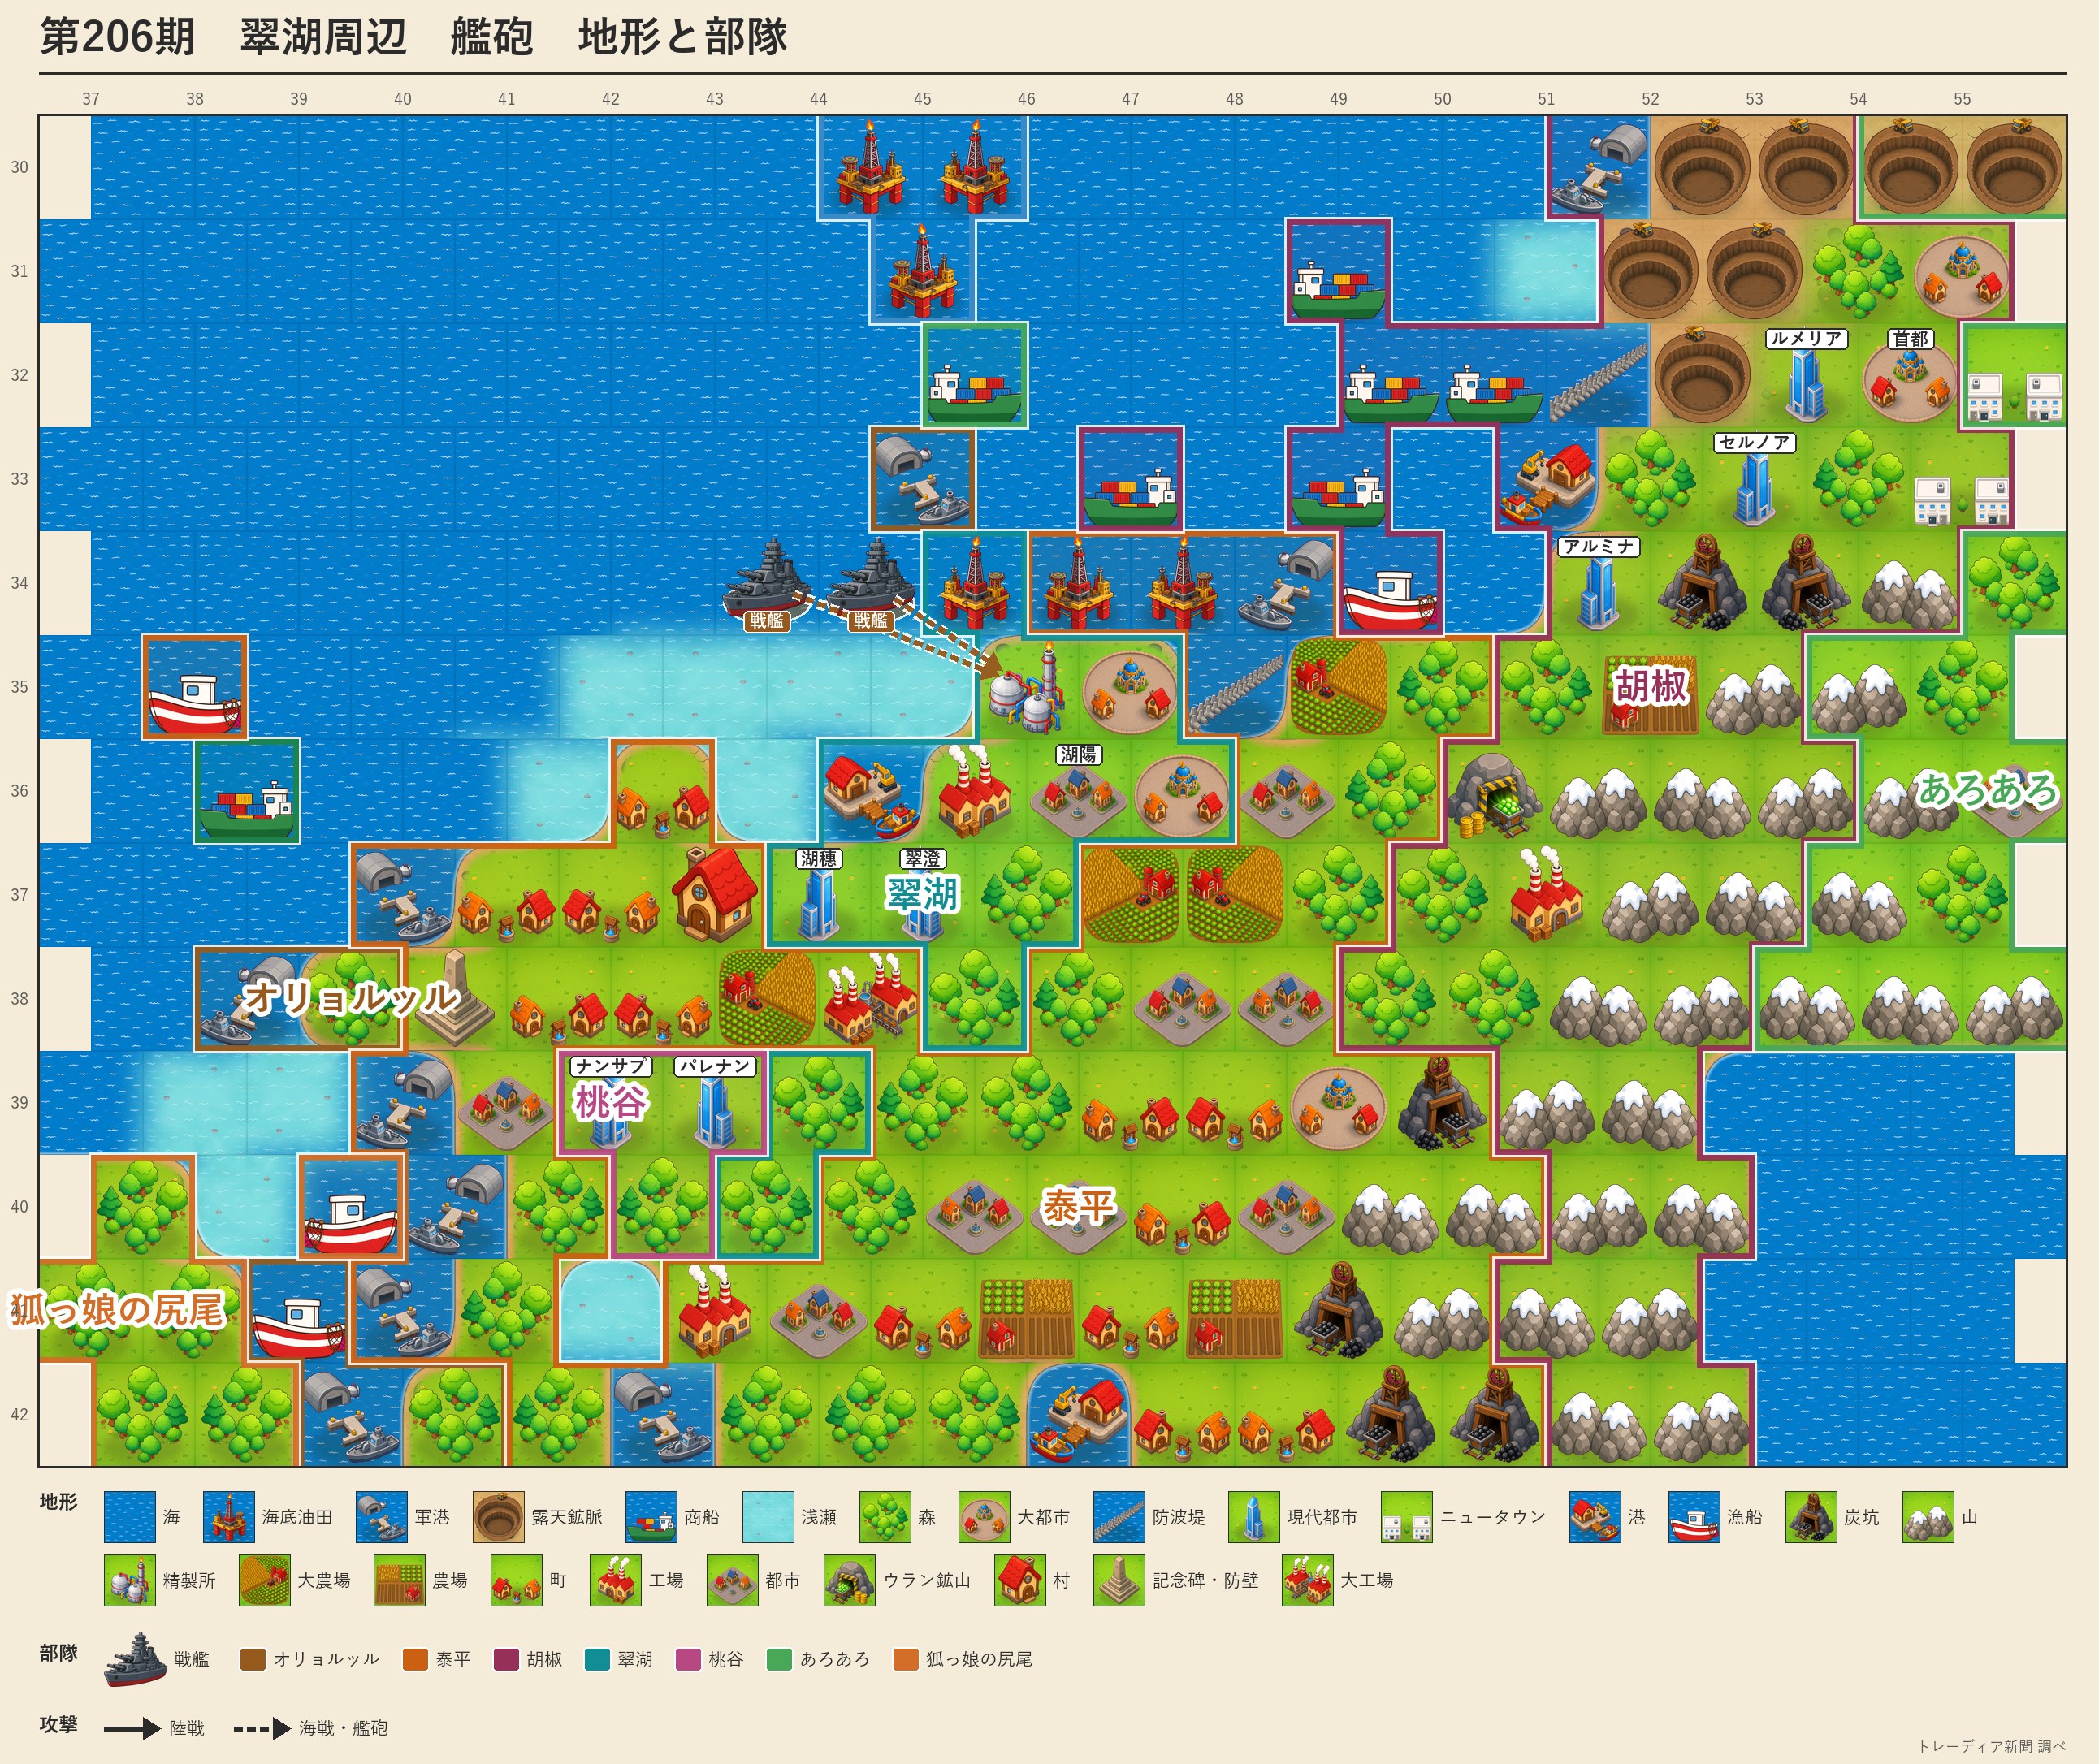 第206期　翠湖周辺　艦砲　地形と部隊
37 38 39 40 41 42 43 44 45 46 47 48 49 50 51 52 53 54 55
30
31
32
ルメリア 首都
33
セルノア
34
アルミナ
戦艦 戦艦
35
胡椒
36
湖陽
あろあろ
37
湖穂 翠澄
翠湖
38
オリョルッル
39
ナンサプ パレナン
桃谷
40
泰平
41
狐っ娘の尻尾
42
地形 海 海底油田 軍港 露天鉱脈 商船 浅瀬 森 大都市 防波堤 現代都市 ニュータウン 港 漁船 炭坑 山
精製所 大農場 農場 町 工場 都市 ウラン鉱山 村 記念碑・防壁 大工場
部隊 戦艦 オリョルッル 泰平 胡椒 翠湖 桃谷 あろあろ 狐っ娘の尻尾
攻撃 陸戦 海戦・艦砲
トレーディア新聞 調べ